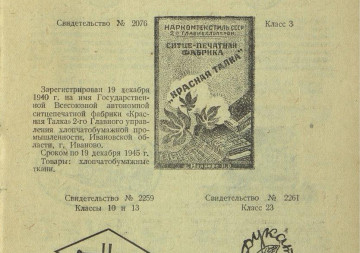 Свидетельство № 2076
Класс 3
НАРКОМТЕКСТИЛЬ СССР
СИТЦЕ-ПЕЧАТНАЯ
ФАБРИКА
"КРАСНАЯ ТАЛКА"
Зарегистрирован 19 декабря
1940 г. на имя Государствен-
ной Всесоюзной автономной
ситцепечатной фабрики «Крас-
ная Талка» 2-го Главного управ-
ления хлопчатобумажной про-
мышленности, Ивановской об-
ласти, г. Иваново.
Сроком по 19 декабря 1945 г.
Товары: хлопчатобумажные
ткани.
Свидетельство № 2259
Классы 10 и 13
Свидетельство № 2261
Класс 23